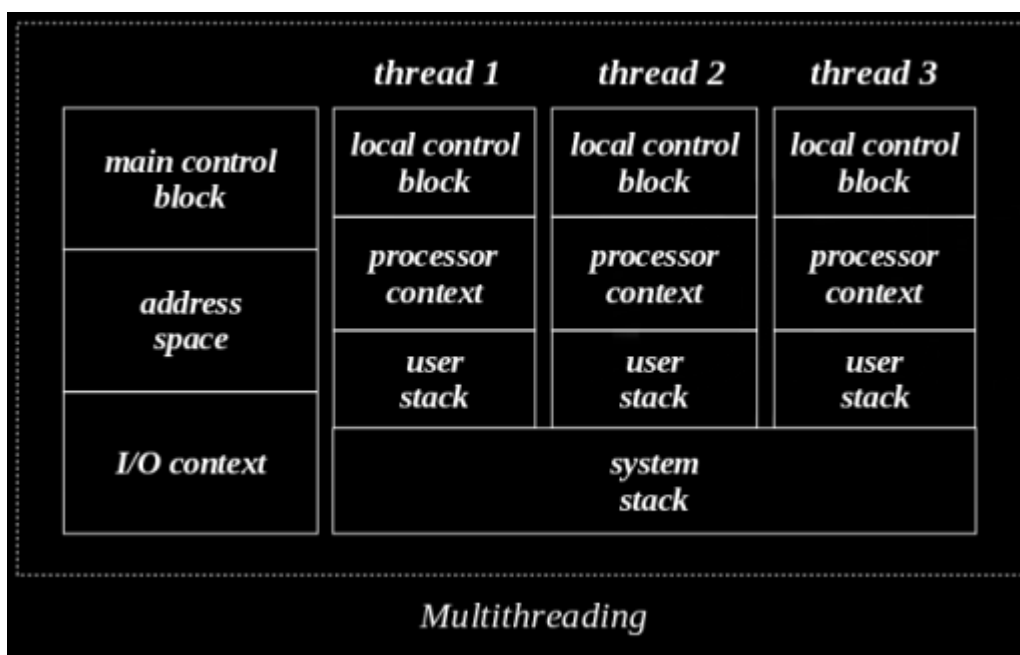 thread 1 thread 2 thread 3
main control
block
address
space
I/O context
local control
block
processor
context
user
stack
local control
block
processor
context
user
stack
local control
block
processor
context
user
stack
system
stack
Multithreading